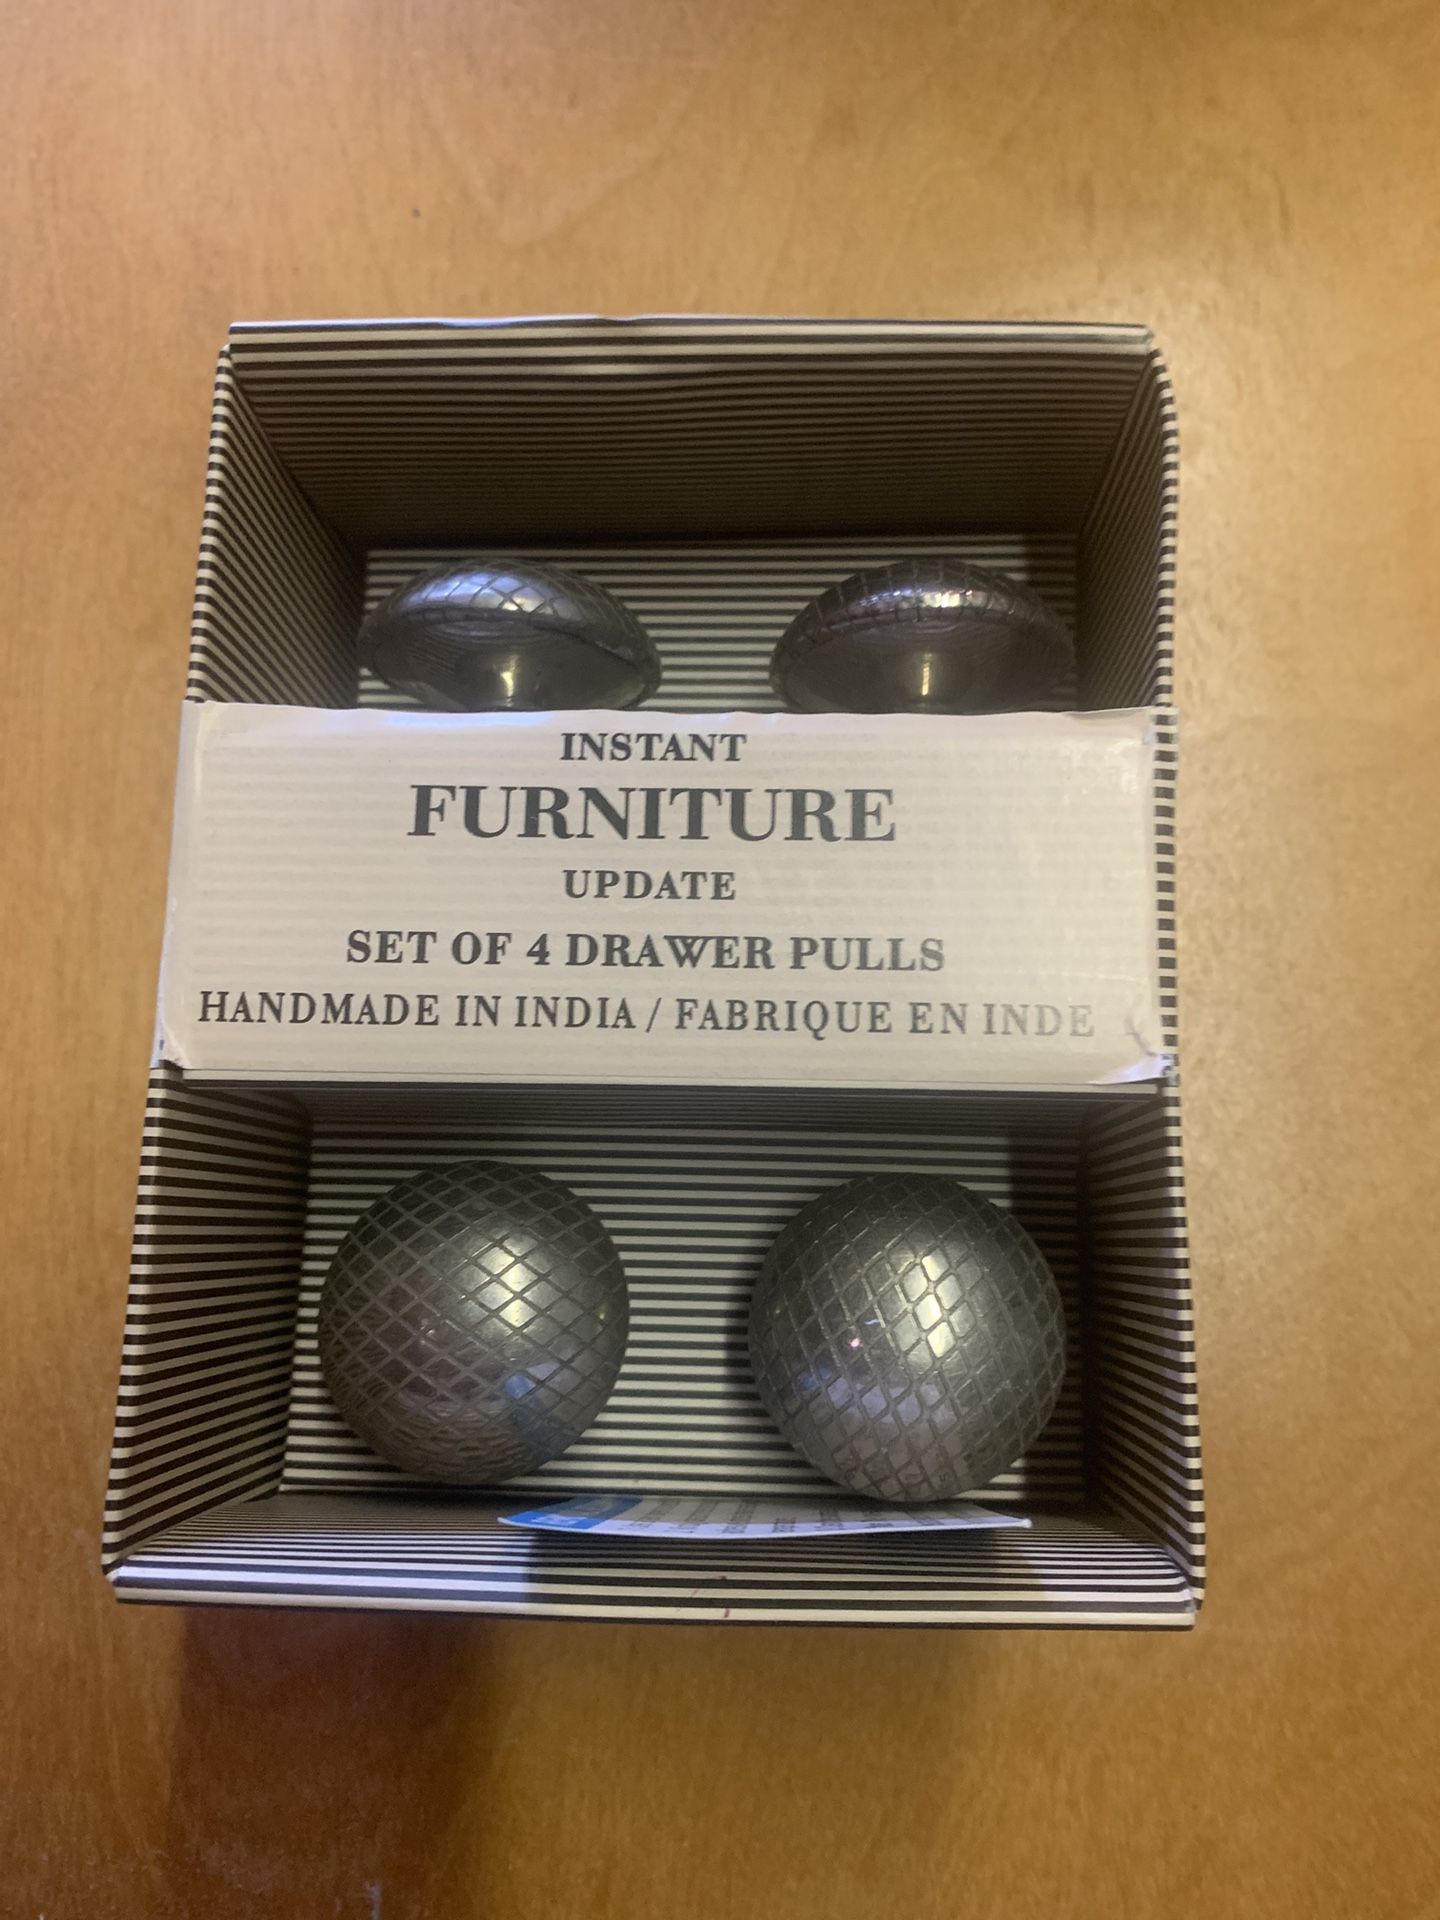 INSTANT
FURNITURE
UPDATE
SET OF 4 DRAWER PULLS
HANDMADE IN INDIA / FABRIQUE EN INDE